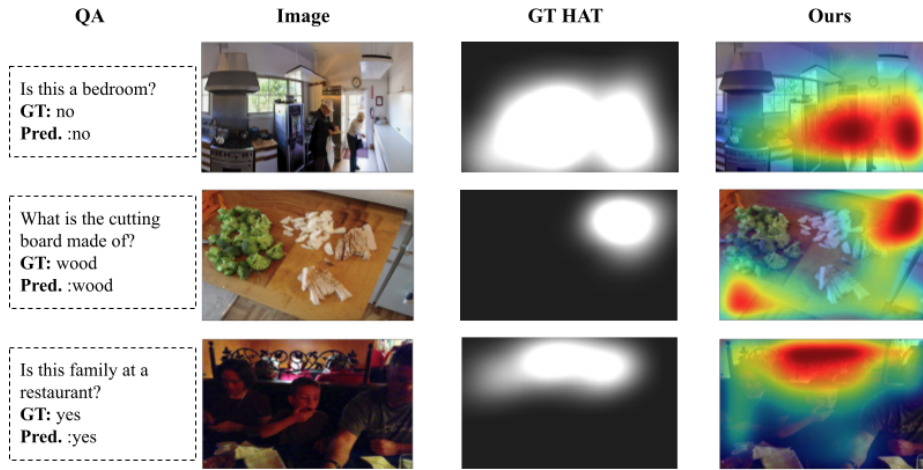 QA Image GT HAT Ours
Is this a bedroom?
GT: no
Pred. :no
What is the cutting
board made of?
GT: wood
Pred. :wood
Is this family at a
restaurant?
GT: yes
Pred. :yes